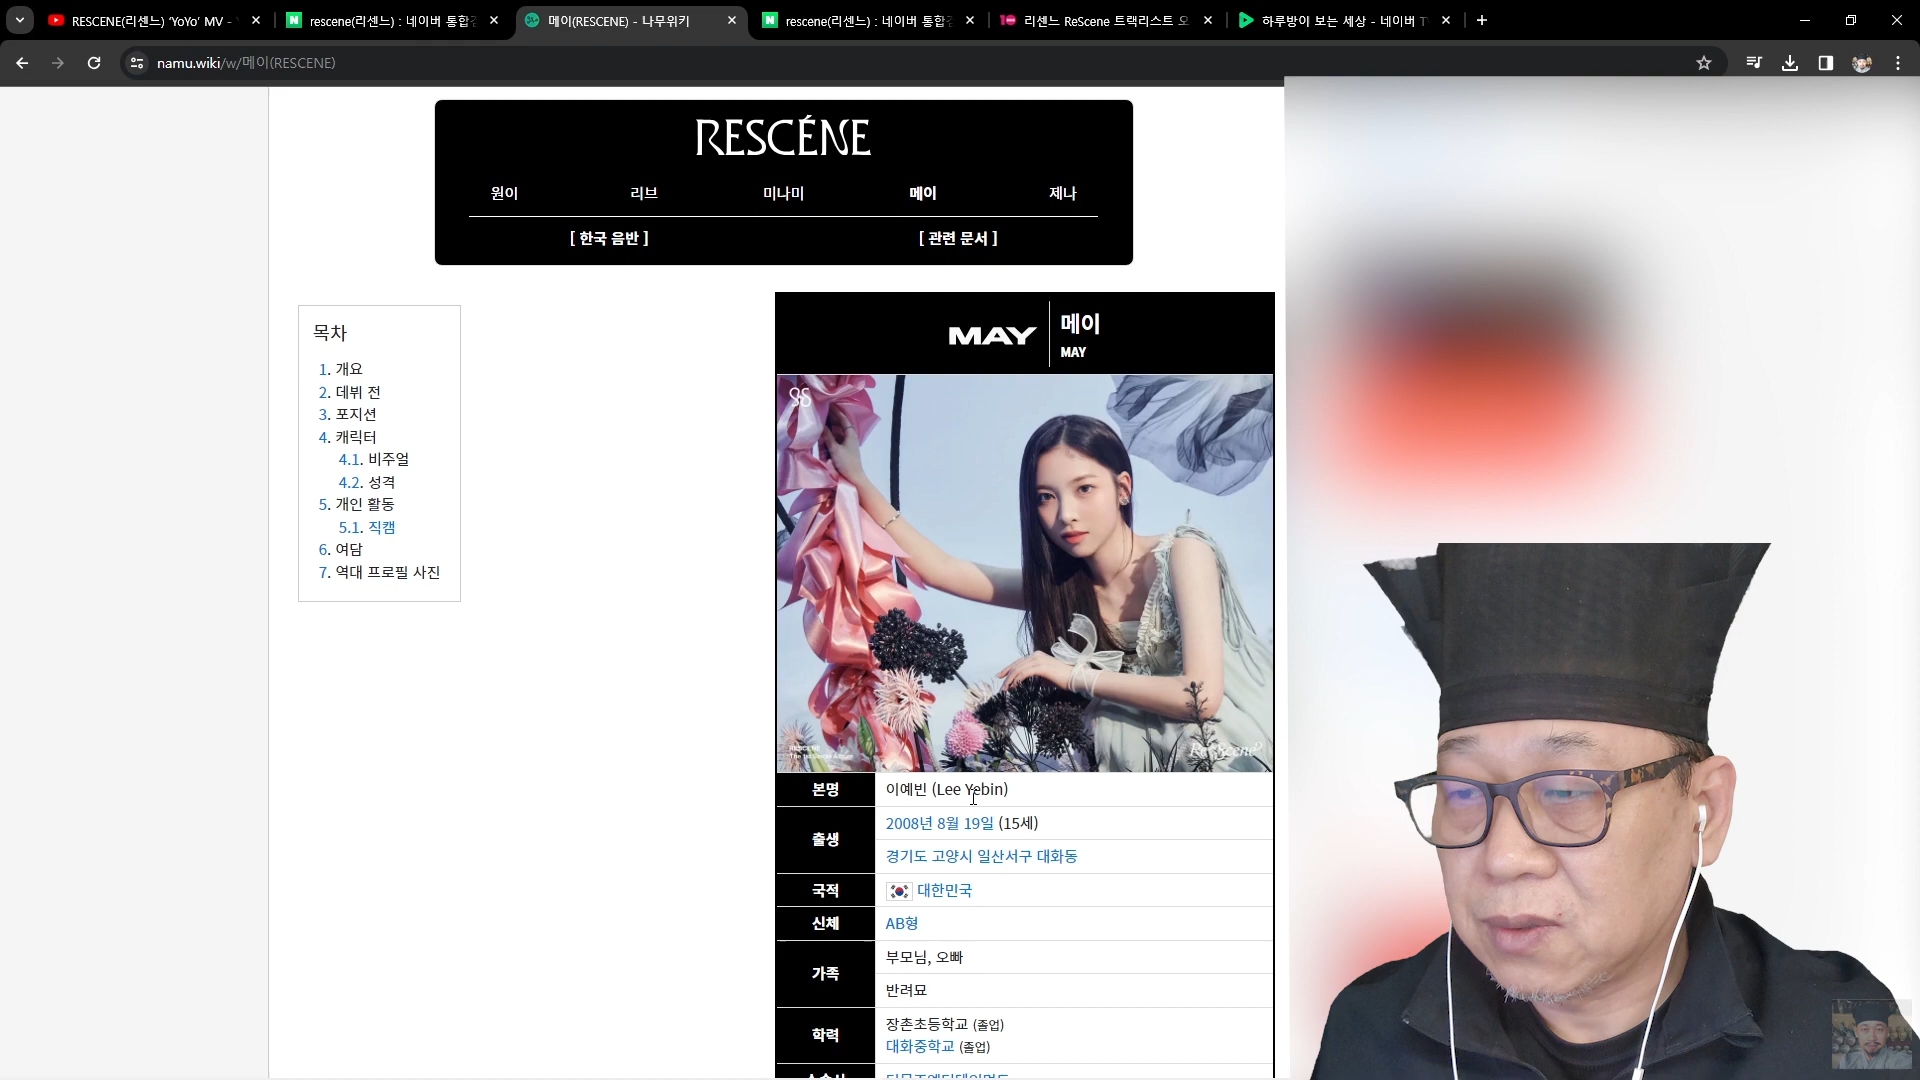 RESCENE(리센느) ‘YoYo’ MV -
rescene(리센느) : 네이버 통합
메이(RESCENE) - 나무위키
rescene(리센느) : 네이버 통합
리센느 ReScene 트랙리스트 오
하루방이 보는 세상 - 네이버 T
namu.wiki/w/메이(RESCENE)
RESCÉNE
원이 리브 미나미 메이 제나
[ 한국 음반 ] [ 관련 문서 ]
목차
1. 개요
2. 데뷔 전
3. 포지션
4. 캐릭터
4.1. 비주얼
4.2. 성격
5. 개인 활동
5.1. 직캠
6. 여담
7. 역대 프로필 사진
MAY 메이
MAY
RESCENE
The 1st Single Album
Re:Scene
본명 이예빈 (Lee Yebin)
출생 2008년 8월 19일 (15세)
경기도 고양시 일산서구 대화동
국적 대한민국
신체 AB형
가족 부모님, 오빠
반려묘
학력 장촌초등학교 (졸업)
대화중학교 (졸업)